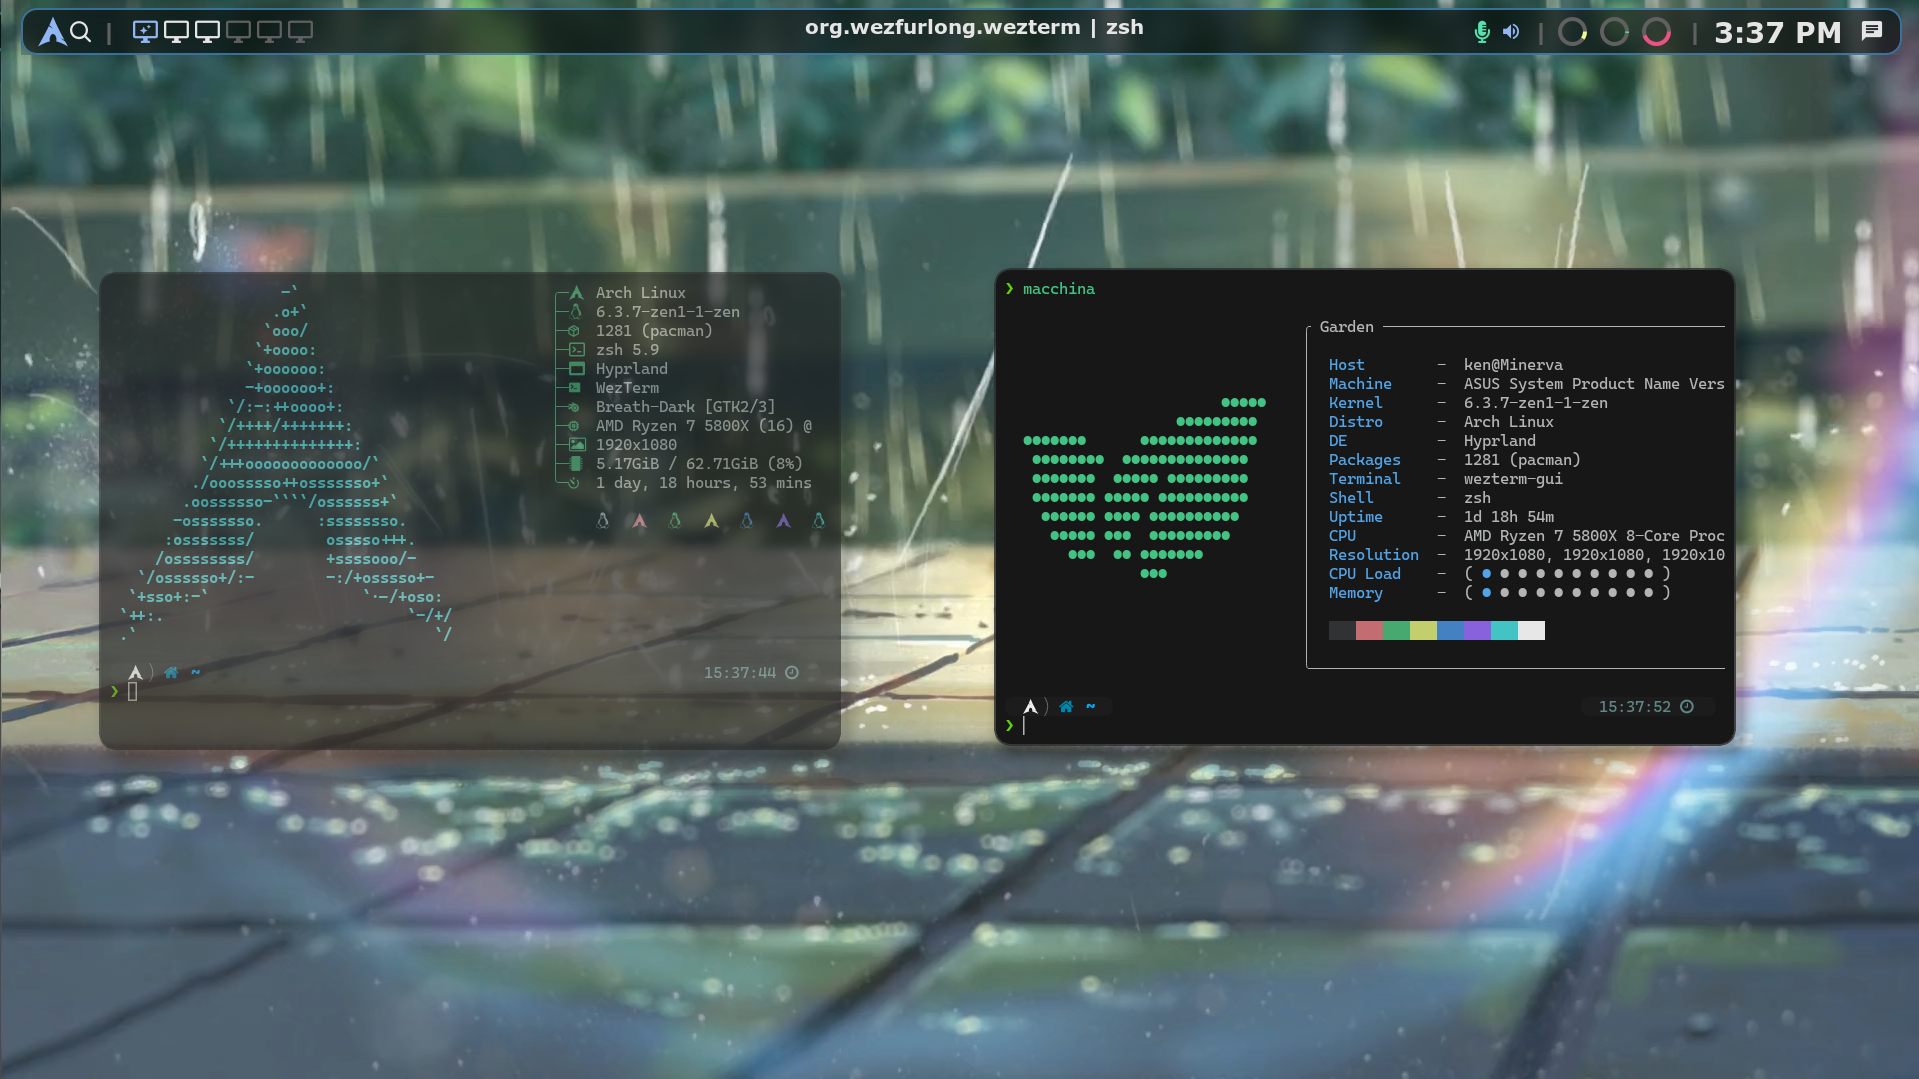 org.wezfurlong.wezterm | zsh
3:37 PM
-`
.o+`
`ooo/
`+oooo:
`+oooooo:
-+oooooo+:
`/:-:++oooo+:
`/++++/+++++++:
`/++++++++++++++:
`/+++ooooooooooooo/`
./ooosssso++osssssso+`
.oossssso-````/ossssss+`
-osssssso.      :ssssssso.
:osssssss/        osssso+++.
/ossssssss/        +ssssooo/-
`/ossssso+/:-        -:/+osssso+-
`+sso+:-`                 `.-/+oso:
`++:.                           `-/+/
.`                                 `/
Arch Linux
6.3.7-zen1-1-zen
1281 (pacman)
zsh 5.9
Hyprland
WezTerm
Breath-Dark [GTK2/3]
AMD Ryzen 7 5800X (16) @
1920x1080
5.17GiB / 62.71GiB (8%)
1 day, 18 hours, 53 mins
~ 15:37:44
❯
❯ macchina
Garden
Host - ken@Minerva
Machine - ASUS System Product Name Vers
Kernel - 6.3.7-zen1-1-zen
Distro - Arch Linux
DE - Hyprland
Packages - 1281 (pacman)
Terminal - wezterm-gui
Shell - zsh
Uptime - 1d 18h 54m
CPU - AMD Ryzen 7 5800X 8-Core Proc
Resolution - 1920x1080, 1920x1080, 1920x10
CPU Load - ( ● ● ● ● ● ● ● ● ● ● )
Memory - ( ● ● ● ● ● ● ● ● ● ● )
~ 15:37:52
❯